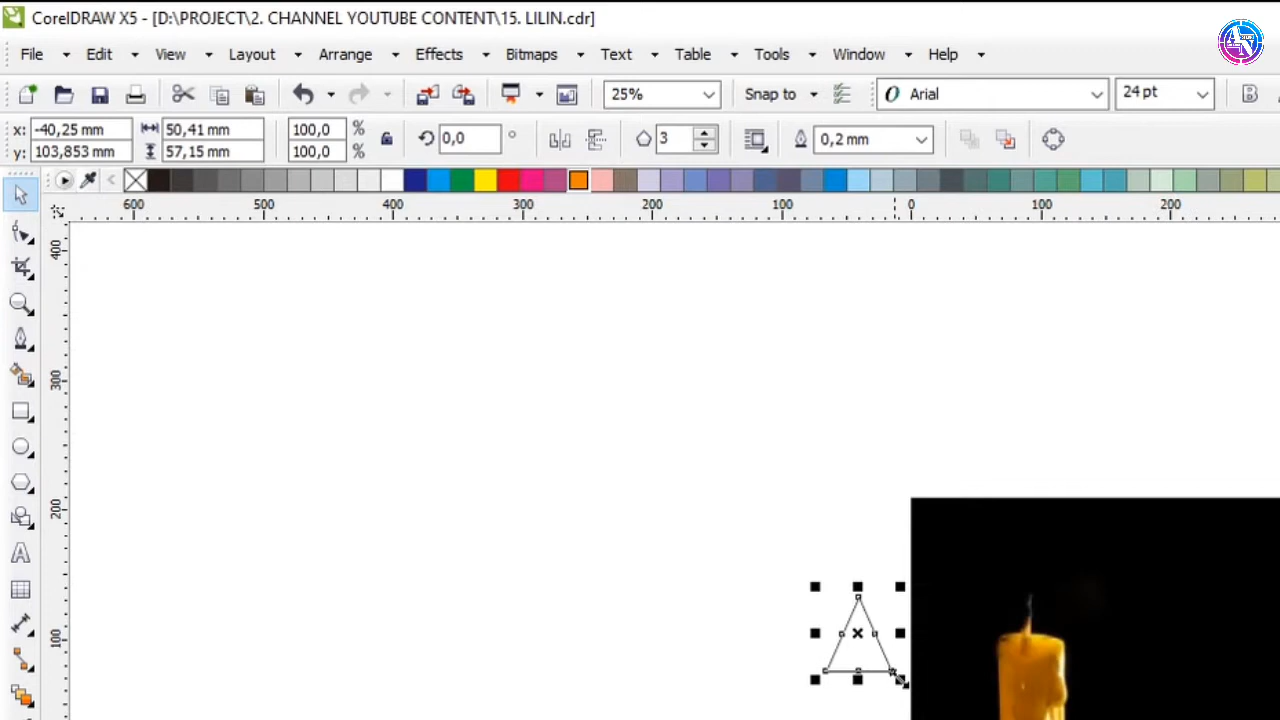 CorelDRAW X5 - [D:\PROJECT\2. CHANNEL YOUTUBE CONTENT\15. LILIN.cdr]
File Edit View Layout Arrange Effects Bitmaps Text Table Tools Window Help
25% Snap to O Arial 24 pt B
x: -40,25 mm 50,41 mm 100,0 % 0,0 ° 3 0,2 mm
y: 103,853 mm 57,15 mm 100,0 %
600 500 400 300 200 100 0 100 200
400
300
200
100